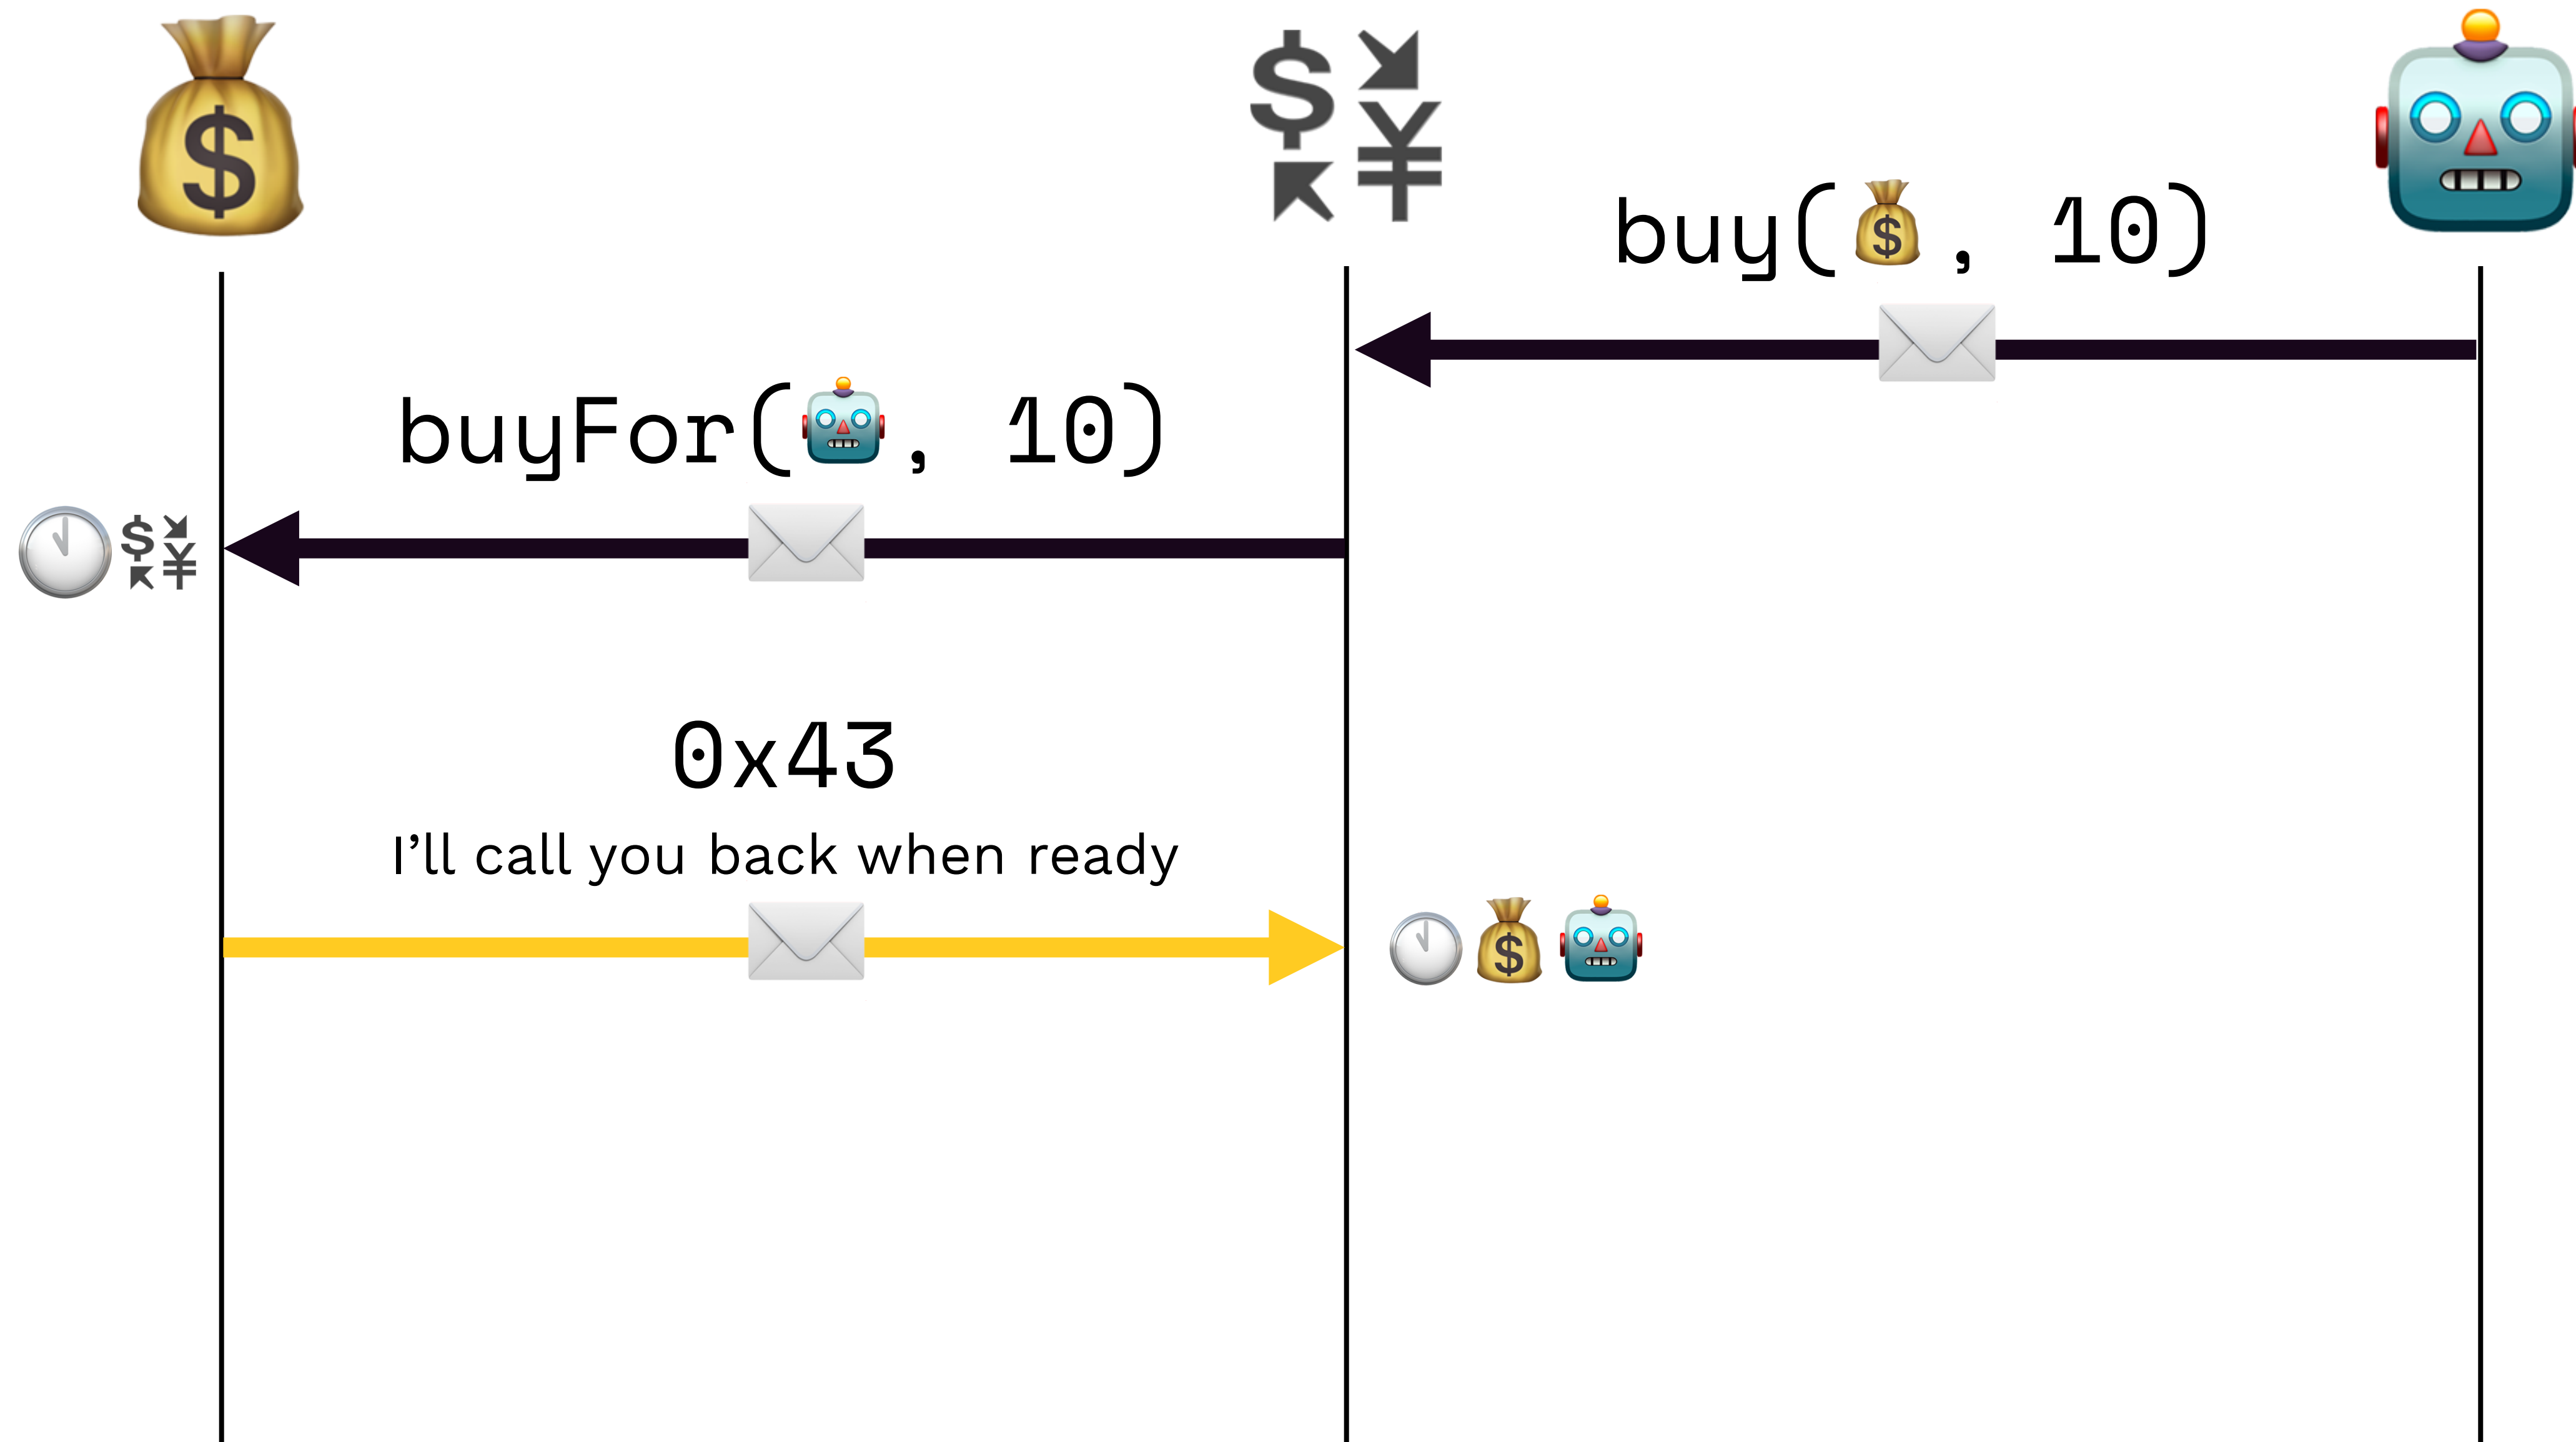 buy(💰, 10)
buyFor(🤖, 10)
0x43
I’ll call you back when ready